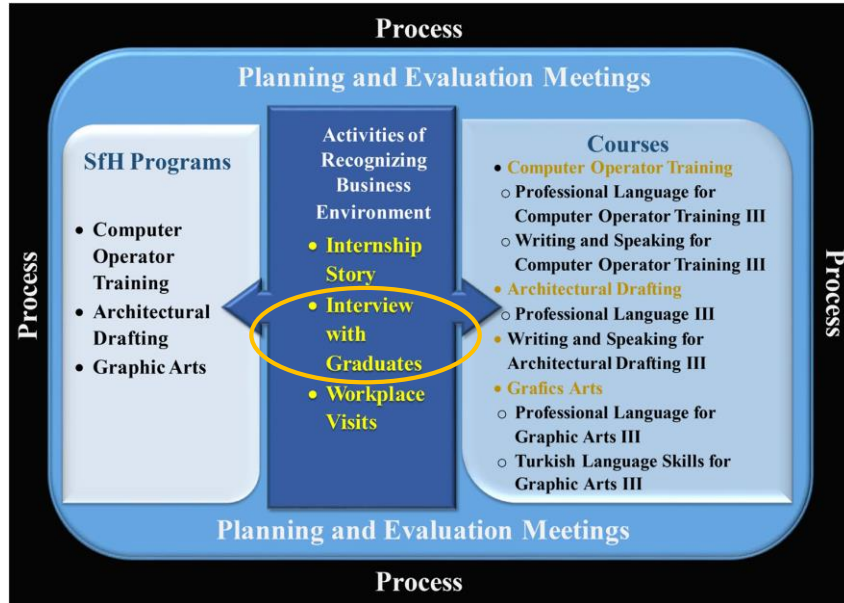 Process
Planning and Evaluation Meetings
Process
SfH Programs
• Computer
Operator
Training
• Architectural
Drafting
• Graphic Arts
Activities of
Recognizing
Business
Environment
• Internship
Story
• Interview
with
Graduates
• Workplace
Visits
Courses
• Computer Operator Training
o Professional Language for
Computer Operator Training III
o Writing and Speaking for
Computer Operator Training III
• Architectural Drafting
o Professional Language III
• Writing and Speaking for
Architectural Drafting III
• Grafics Arts
o Professional Language for
Graphic Arts III
o Turkish Language Skills for
Graphic Arts III
Process
Planning and Evaluation Meetings
Process